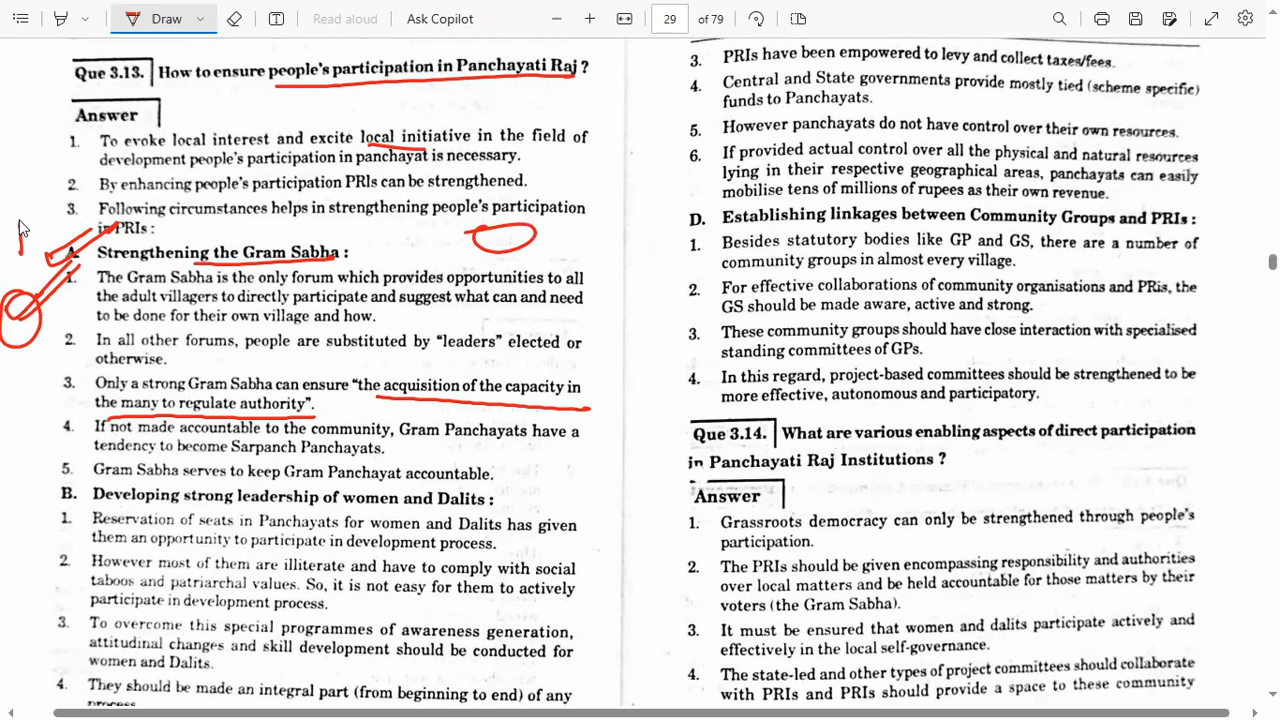 Draw
Read aloud
Ask Copilot
29
of 79
Que 3.13. How to ensure people's participation in Panchayati Raj ?
Answer
1. To evoke local interest and excite local initiative in the field of
development people's participation in panchayat is necessary.
2. By enhancing people's participation PRIs can be strengthened.
3. Following circumstances helps in strengthening people's participation
in PRIs :
A. Strengthening the Gram Sabha :
1. The Gram Sabha is the only forum which provides opportunities to all
the adult villagers to directly participate and suggest what can and need
to be done for their own village and how.
2. In all other forums, people are substituted by "leaders" elected or
otherwise.
3. Only a strong Gram Sabha can ensure "the acquisition of the capacity in
the many to regulate authority".
4. If not made accountable to the community, Gram Panchayats have a
tendency to become Sarpanch Panchayats.
5. Gram Sabha serves to keep Gram Panchayat accountable.
B. Developing strong leadership of women and Dalits :
1. Reservation of seats in Panchayats for women and Dalits has given
them an opportunity to participate in development process.
2. However most of them are illiterate and have to comply with social
taboos and patriarchal values. So, it is not easy for them to actively
participate in development process.
3. To overcome this special programmes of awareness generation,
attitudinal changes and skill development should be conducted for
women and Dalits.
4. They should be made an integral part (from beginning to end) of any
3. PRIs have been empowered to levy and collect taxes/fees.
4. Central and State governments provide mostly tied (scheme specific)
funds to Panchayats.
5. However panchayats do not have control over their own resources.
6. If provided actual control over all the physical and natural resources
lying in their respective geographical areas, panchayats can easily
mobilise tens of millions of rupees as their own revenue.
D. Establishing linkages between Community Groups and PRIs :
1. Besides statutory bodies like GP and GS, there are a number of
community groups in almost every village.
2. For effective collaborations of community organisations and PRis, the
GS should be made aware, active and strong.
3. These community groups should have close interaction with specialised
standing committees of GPs.
4. In this regard, project-based committees should be strengthened to be
more effective, autonomous and participatory.
Que 3.14. What are various enabling aspects of direct participation
in Panchayati Raj Institutions ?
Answer
1. Grassroots democracy can only be strengthened through people's
participation.
2. The PRIs should be given encompassing responsibility and authorities
over local matters and be held accountable for those matters by their
voters (the Gram Sabha).
3. It must be ensured that women and dalits participate actively and
effectively in the local self-governance.
4. The state-led and other types of project committees should collaborate
with PRIs and PRIs should provide a space to these community